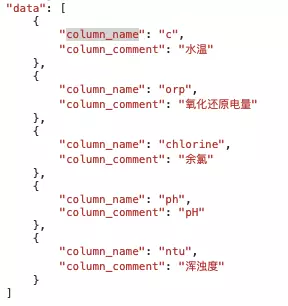 "data": [
{
"column_name": "c",
"column_comment": "水温"
},
{
"column_name": "orp",
"column_comment": "氧化还原电量"
},
{
"column_name": "chlorine",
"column_comment": "余氯"
},
{
"column_name": "ph",
"column_comment": "pH"
},
{
"column_name": "ntu",
"column_comment": "浑浊度"
}
]